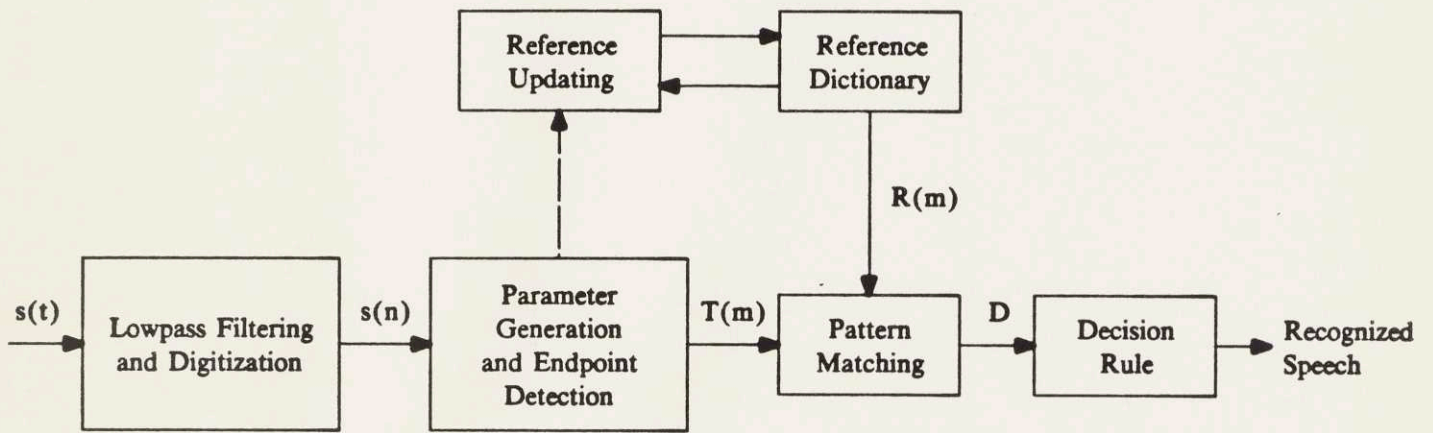 Reference
Updating
Reference
Dictionary
R(m)
s(t)
Lowpass Filtering
and Digitization
s(n)
Parameter
Generation
and Endpoint
Detection
T(m)
Pattern
Matching
D
Decision
Rule
Recognized
Speech